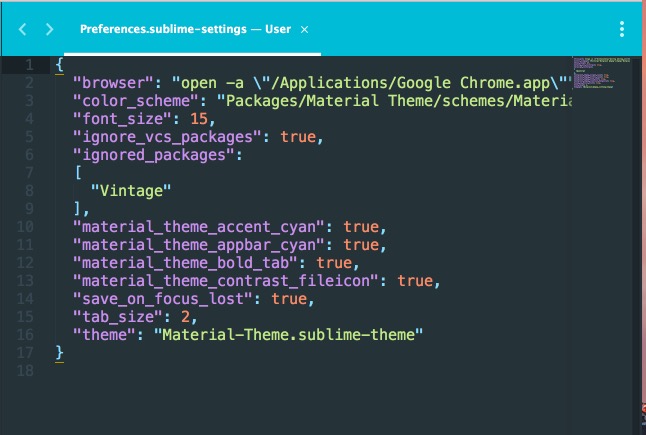 Preferences.sublime-settings — User ×
1 {
2 "browser": "open -a \"/Applications/Google Chrome.app\"
3 "color_scheme": "Packages/Material Theme/schemes/Materia
4 "font_size": 15,
5 "ignore_vcs_packages": true,
6 "ignored_packages":
7 [
8 "Vintage"
9 ],
10 "material_theme_accent_cyan": true,
11 "material_theme_appbar_cyan": true,
12 "material_theme_bold_tab": true,
13 "material_theme_contrast_fileicon": true,
14 "save_on_focus_lost": true,
15 "tab_size": 2,
16 "theme": "Material-Theme.sublime-theme"
17 }
18